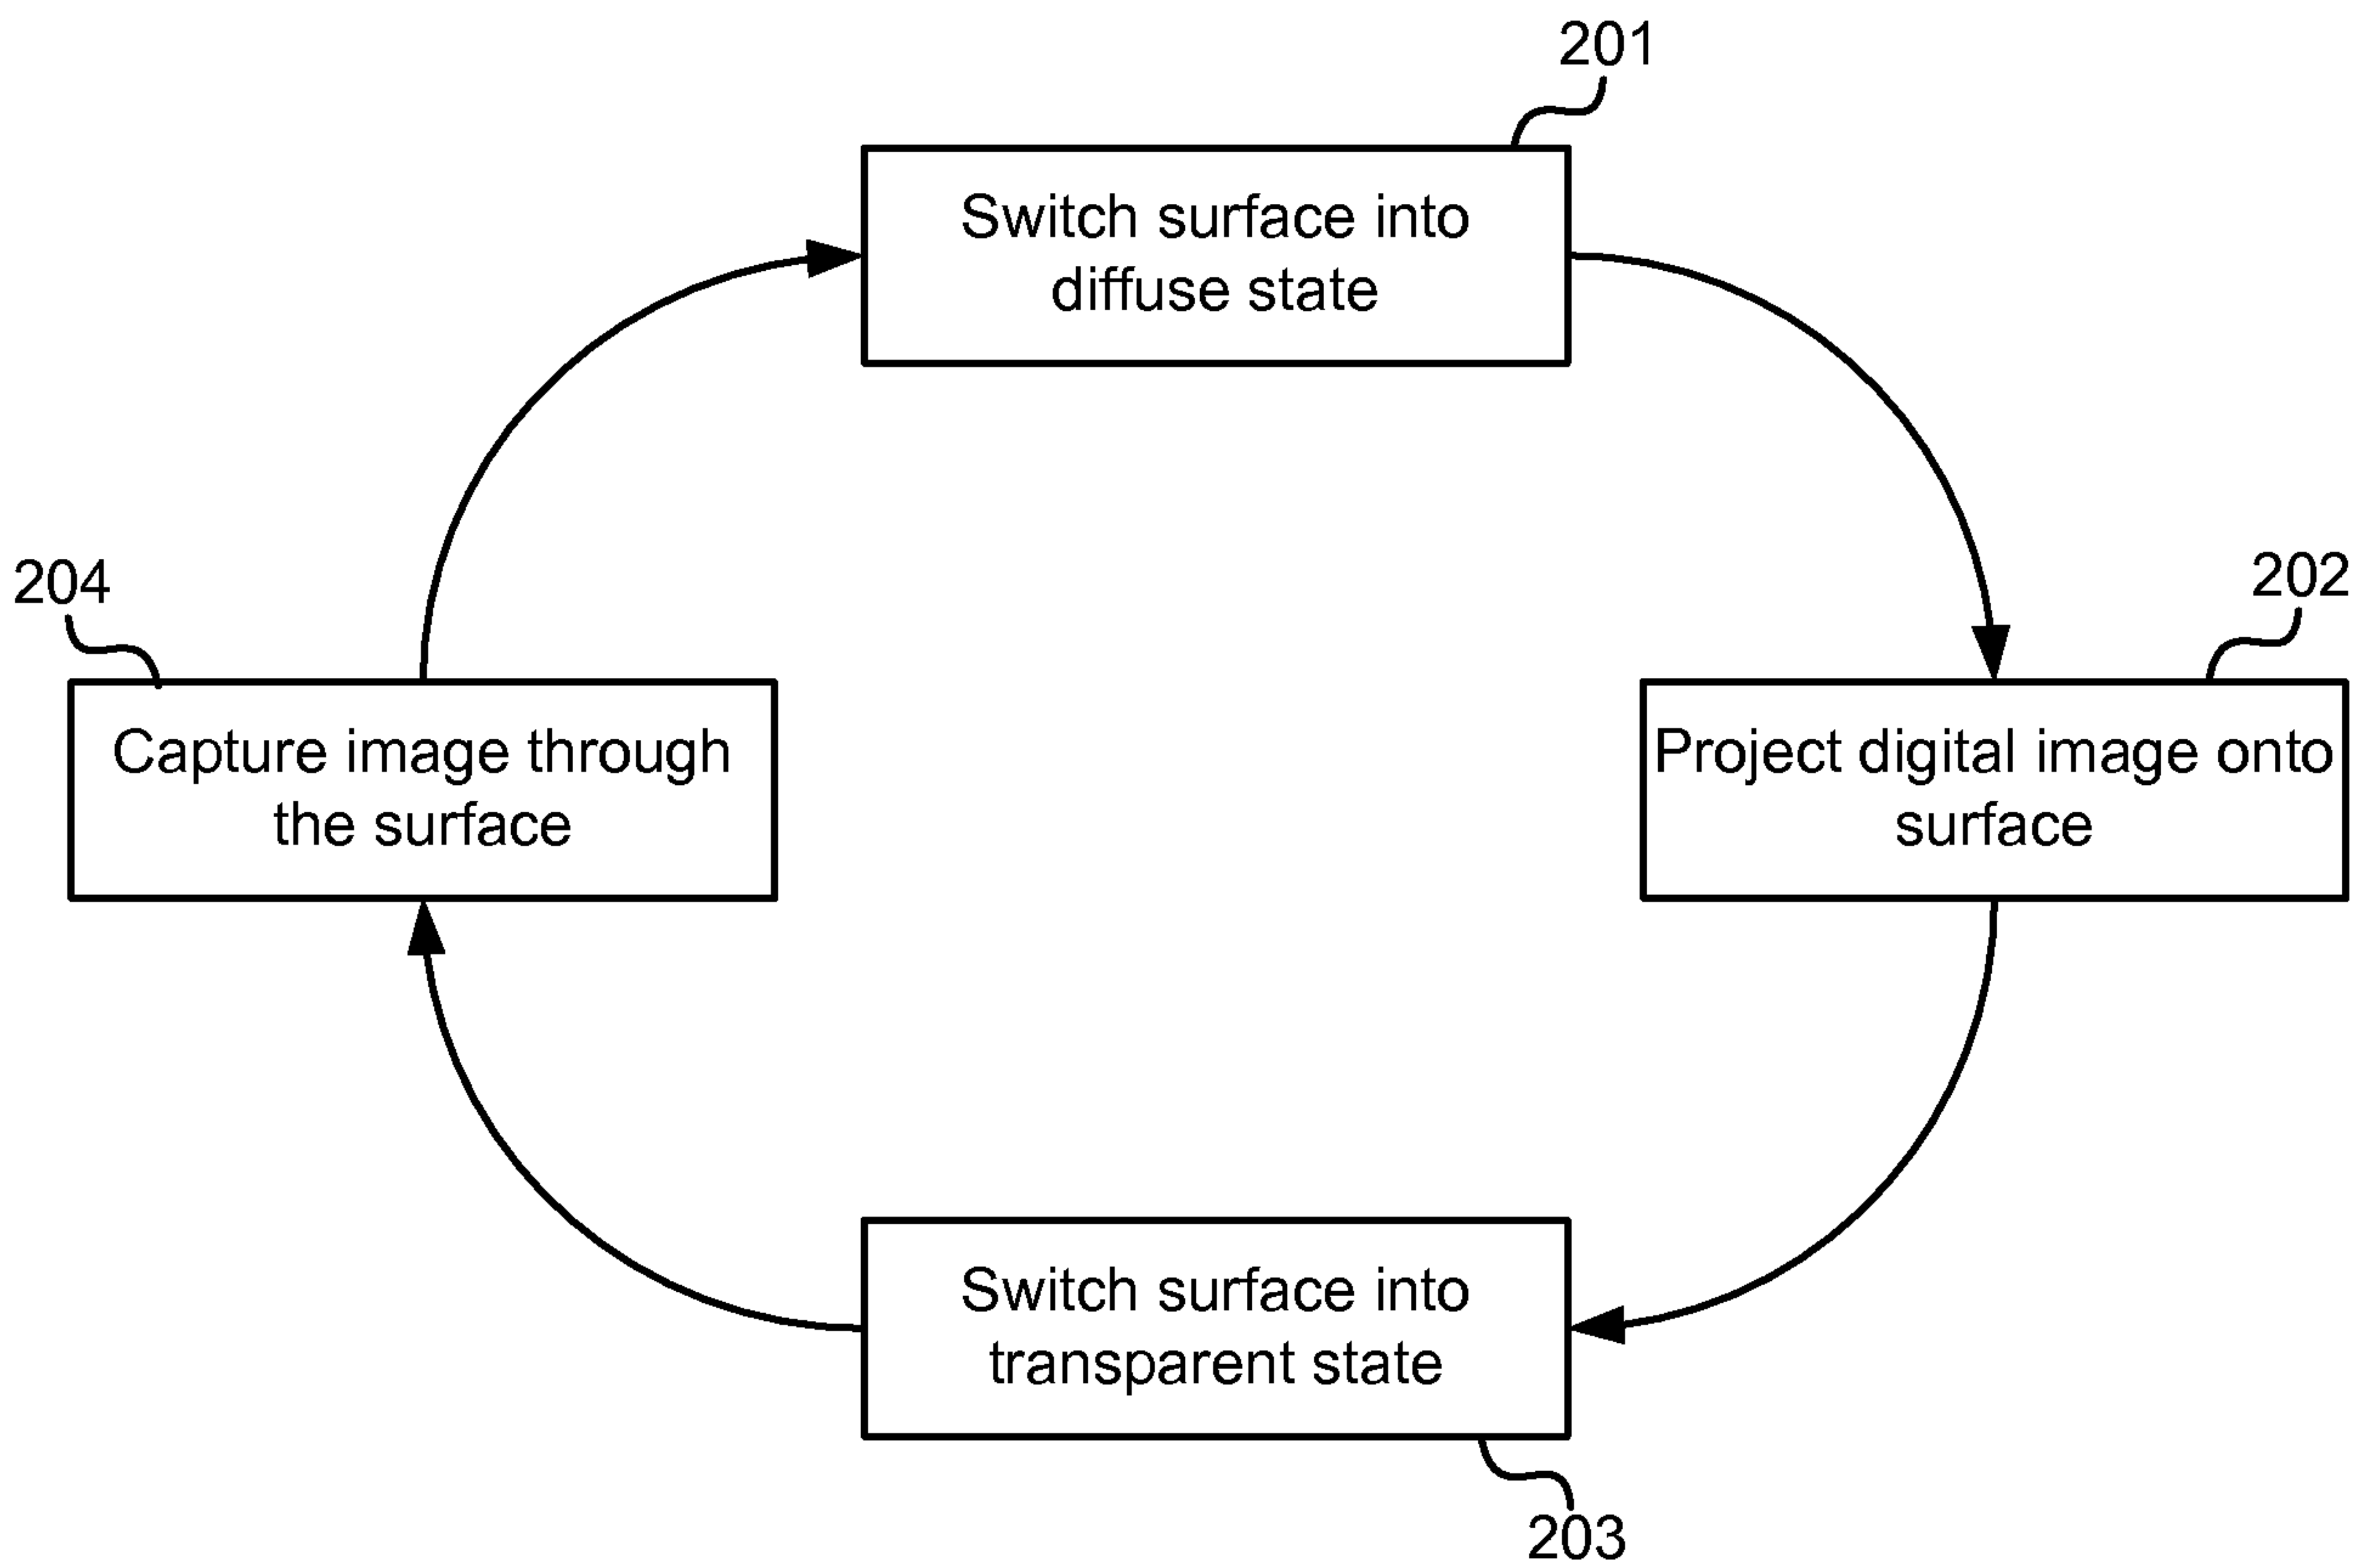 201
Switch surface into
diffuse state
204
202
Capture image through
the surface
Project digital image onto
surface
Switch surface into
transparent state
203